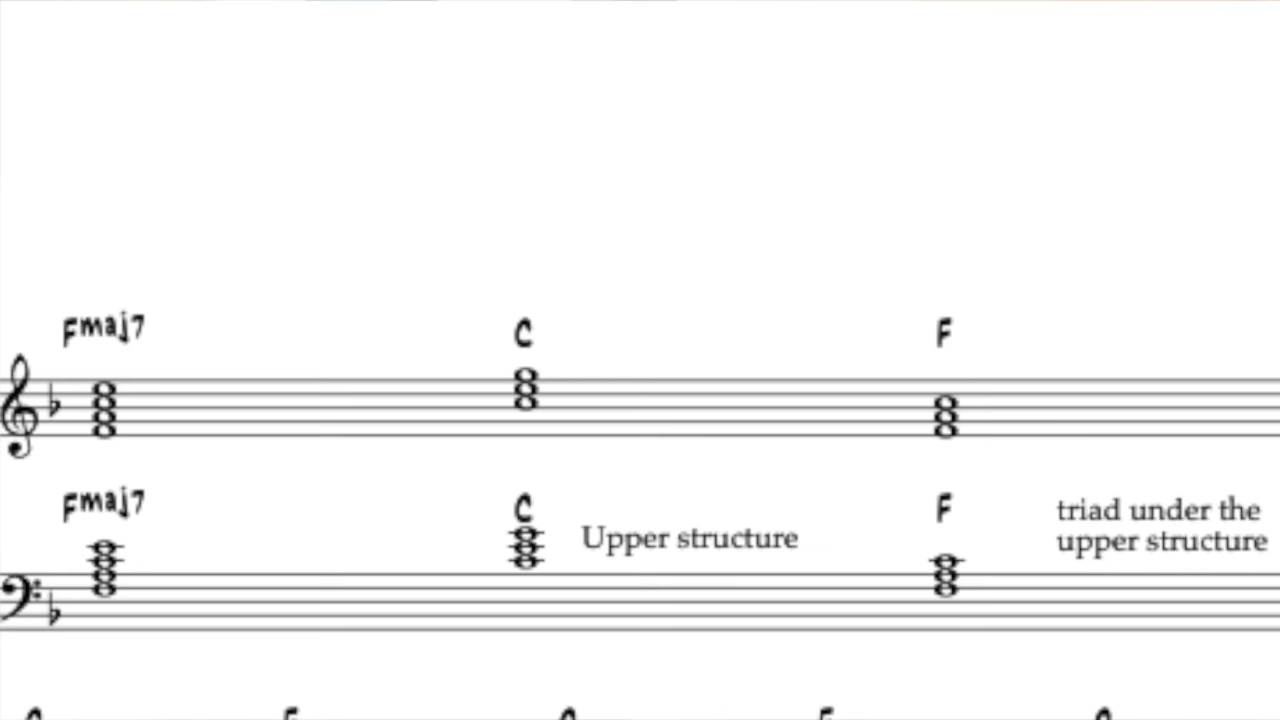 Fmaj7 C F
Fmaj7 C F
Upper structure
triad under the
upper structure